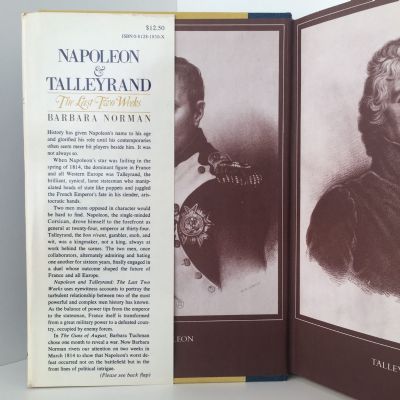 $12.50
NAPOLEON
&
TALLEYRAND
The Last Two Weeks
BARBARA NORMAN
History has given Napoleon's name to his age
and glorified his role until his contemporaries
often seem mere bit players beside him. It was
not always so.
When Napoleon's star was failing in the
spring of 1814, the dominant figure in France
and all Western Europe was Talleyrand, the
brilliant, cynical, lame statesman who manip-
ulated heads of state like puppets and juggled
the French Emperor's fate in his slender, aris-
tocratic hands.
Two men more opposed in character would
be hard to find. Napoleon, the single-minded
Corsican, drove himself to the forefront as
general at twenty-four, emperor at thirty-four.
Talleyrand, the bon vivant, gambler, snob, and
wit, was a kingmaker, not a king, always at
work behind the scenes. The two men, once
collaborators, alternately admiring and hating
one another for sixteen years, finally engaged in
a duel whose outcome shaped the future of
France and all Europe.
Napoleon and Talleyrand: The Last Two
Weeks uses eyewitness accounts to portray the
turbulent relationship between two of the most
powerful and complex men history has known.
As the balance of power tips from the emperor
to the statesman, France itself is transformed
from a great military power to a defeated coun-
try, occupied by enemy forces.
In The Guns of August, Barbara Tuchman
chose one month to reveal a war. Now Barbara
Norman rivets our attention on two weeks in
March 1814 to show that Napoleon's worst de-
feat occurred not on the battlefield but in the
front lines of political intrigue.
(Please see back flap)
LEON
TALLEY